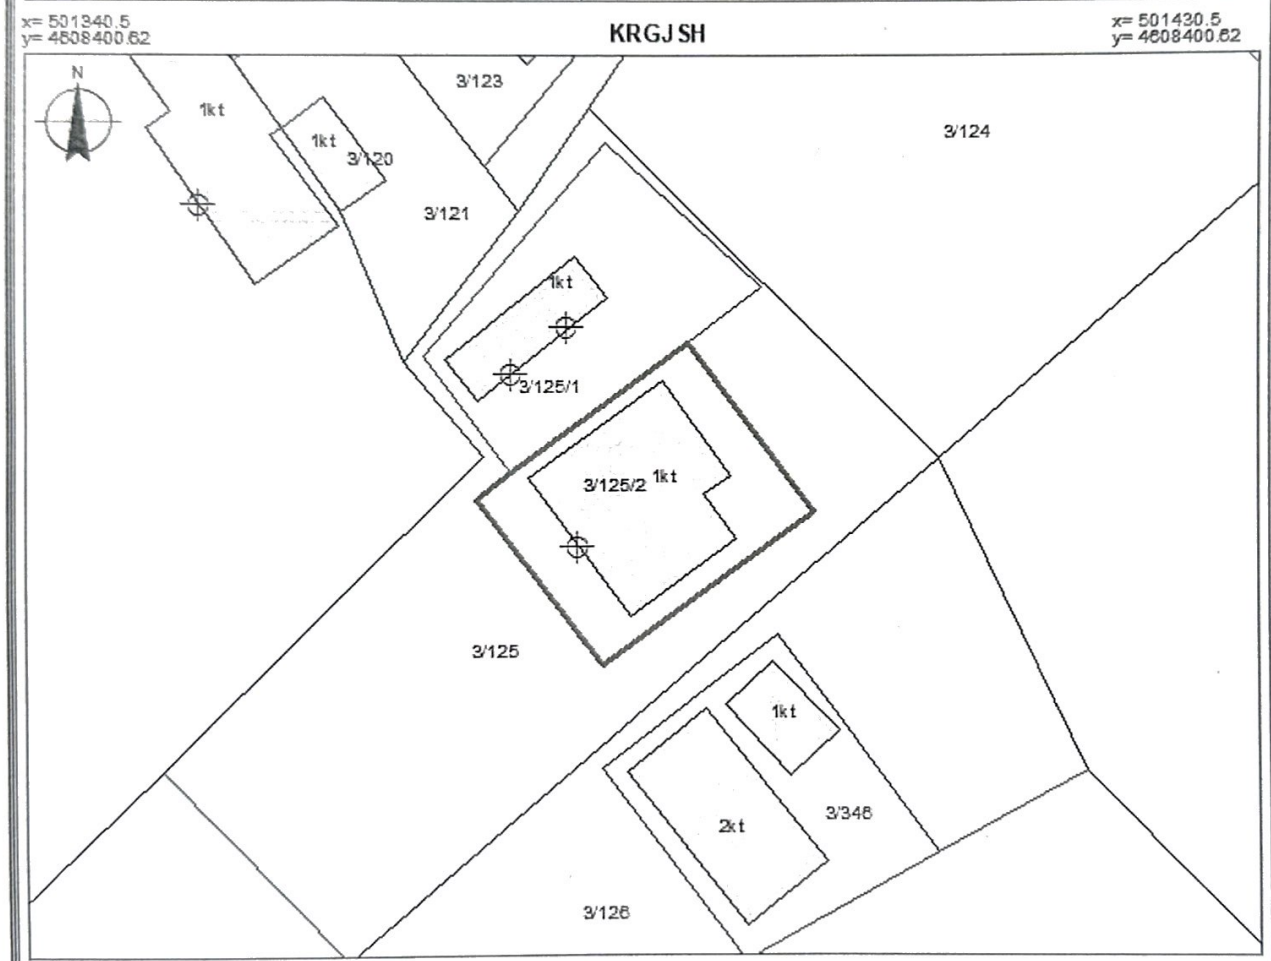 x= 501340.5
y= 4608400.62
KRGJSH
x= 501430.5
y= 4608400.62
N
3/123
1kt
3/124
1kt
3/120
3/121
1kt
3/125/1
3/125/2 1kt
3/125
1kt
3/346
2kt
3/126